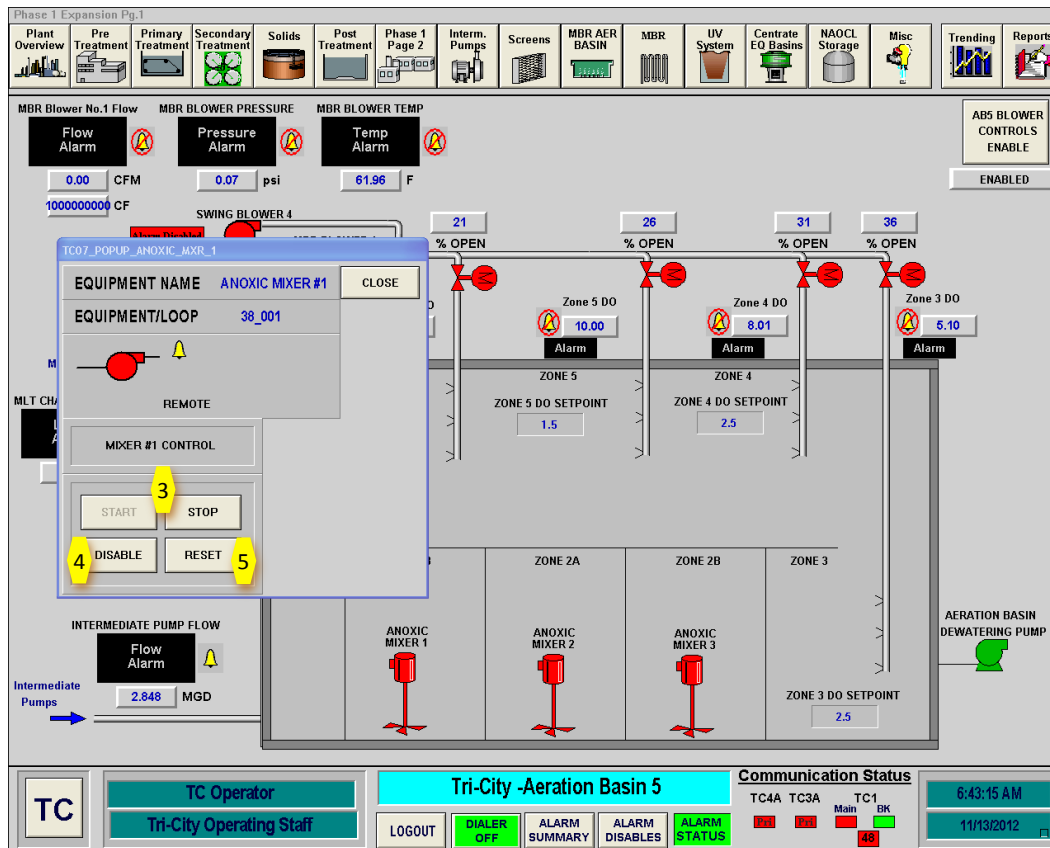 Phase 1 Expansion Pg.1
Plant Overview
Pre Treatment
Primary Treatment
Secondary Treatment
Solids
Post Treatment
Phase 1 Page 2
Interm. Pumps
Screens
MBR AER BASIN
MBR
UV System
Centrate EQ Basins
NAOCL Storage
Misc
Trending
Reports
MBR Blower No.1 Flow
MBR BLOWER PRESSURE
MBR BLOWER TEMP
Flow Alarm
Pressure Alarm
Temp Alarm
AB5 BLOWER
CONTROLS
ENABLE
ENABLED
0.00 CFM
0.07 psi
61.96 F
1000000000 CF
SWING BLOWER 4
Alarm Disabled
21
% OPEN
26
% OPEN
31
% OPEN
36
% OPEN
TC07_POPUP_ANOXIC_MXR_1
EQUIPMENT NAME ANOXIC MIXER #1
CLOSE
EQUIPMENT/LOOP 38_001
REMOTE
MIXER #1 CONTROL
3
START
STOP
4
DISABLE
RESET
5
Zone 5 DO
10.00
Alarm
Zone 4 DO
8.01
Alarm
Zone 3 DO
5.10
Alarm
MLT CH
ZONE 5
ZONE 4
ZONE 5 DO SETPOINT
1.5
ZONE 4 DO SETPOINT
2.5
ZONE 2A
ZONE 2B
ZONE 3
INTERMEDIATE PUMP FLOW
Flow Alarm
2.848 MGD
Intermediate
Pumps
ANOXIC
MIXER 1
ANOXIC
MIXER 2
ANOXIC
MIXER 3
ZONE 3 DO SETPOINT
2.5
AERATION BASIN
DEWATERING PUMP
TC
TC Operator
Tri-City Operating Staff
Tri-City -Aeration Basin 5
LOGOUT
DIALER OFF
ALARM SUMMARY
ALARM DISABLES
ALARM STATUS
Communication Status
TC4A TC3A TC1
Main BK
Pri Pri
48
6:43:15 AM
11/13/2012